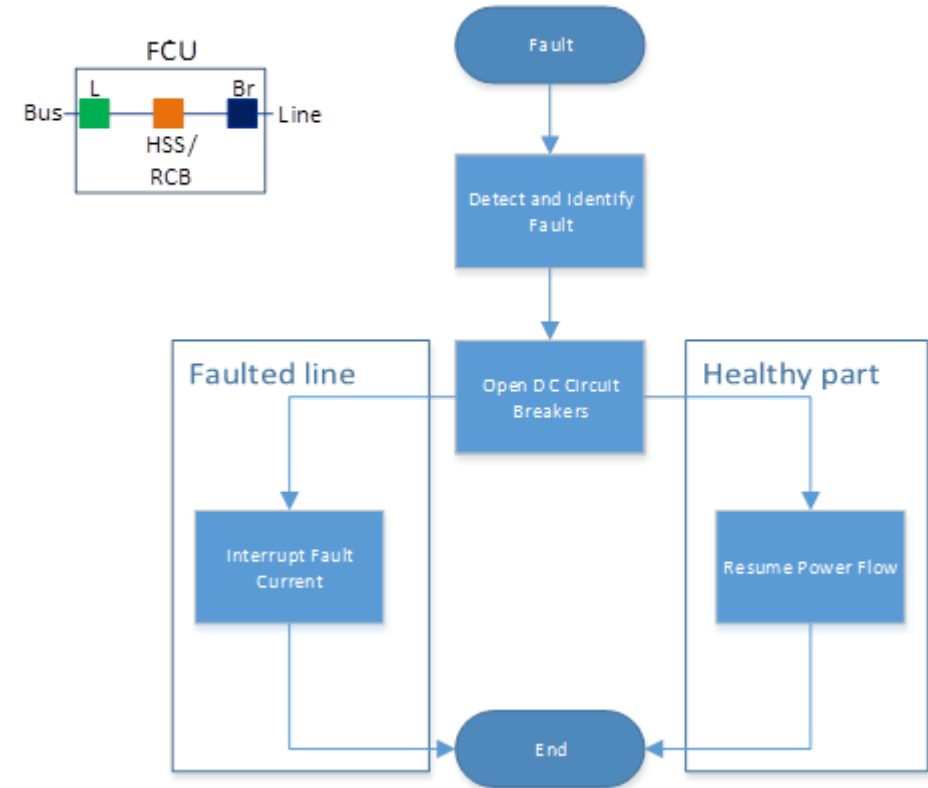 FCU
L
Br
Bus
Line
HSS/
RCB
Fault
Detect and Identify
Fault
Faulted line
Open DC Circuit
Breakers
Healthy part
Interrupt Fault
Current
Resume Power Flow
End